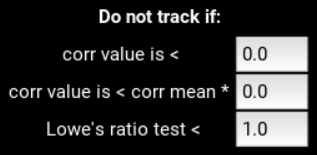 Do not track if:
corr value is < 0.0
corr value is < corr mean * 0.0
Lowe's ratio test < 1.0